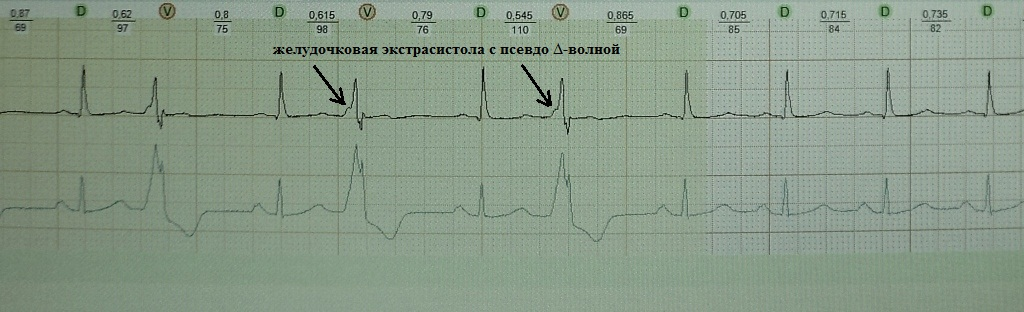 0,87 D 0,62 V 0,8 D 0,615 V 0,79 D 0,545 V 0,865 D 0,705 D 0,715 D 0,735 D
69 97 75 98 76 110 69 85 84 82
желудочковая экстрасистола с псевдо Δ-волной